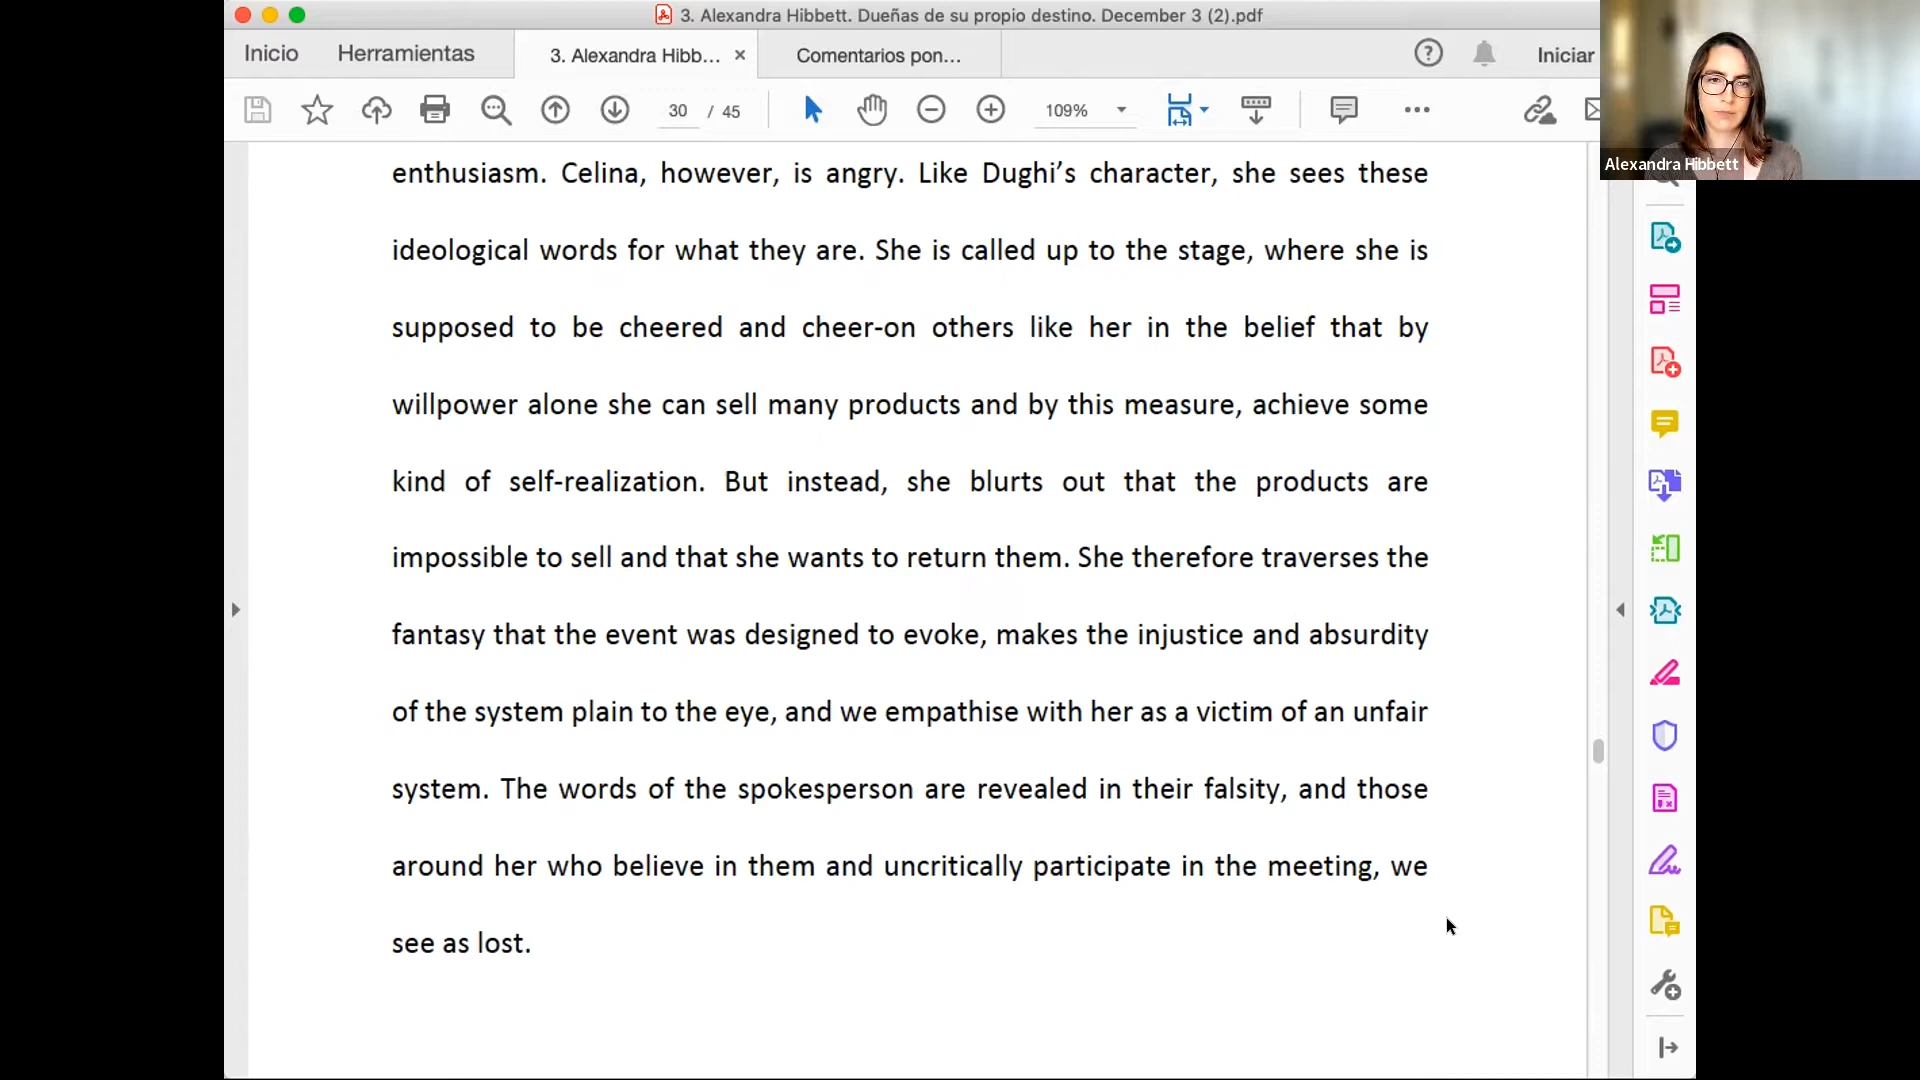 3. Alexandra Hibbett. Dueñas de su propio destino. December 3 (2).pdf
Inicio Herramientas 3. Alexandra Hibb... × Comentarios pon... Iniciar
30 / 45 109%
Alexandra Hibbett
enthusiasm. Celina, however, is angry. Like Dughi’s character, she sees these
ideological words for what they are. She is called up to the stage, where she is
supposed to be cheered and cheer-on others like her in the belief that by
willpower alone she can sell many products and by this measure, achieve some
kind of self-realization. But instead, she blurts out that the products are
impossible to sell and that she wants to return them. She therefore traverses the
fantasy that the event was designed to evoke, makes the injustice and absurdity
of the system plain to the eye, and we empathise with her as a victim of an unfair
system. The words of the spokesperson are revealed in their falsity, and those
around her who believe in them and uncritically participate in the meeting, we
see as lost.